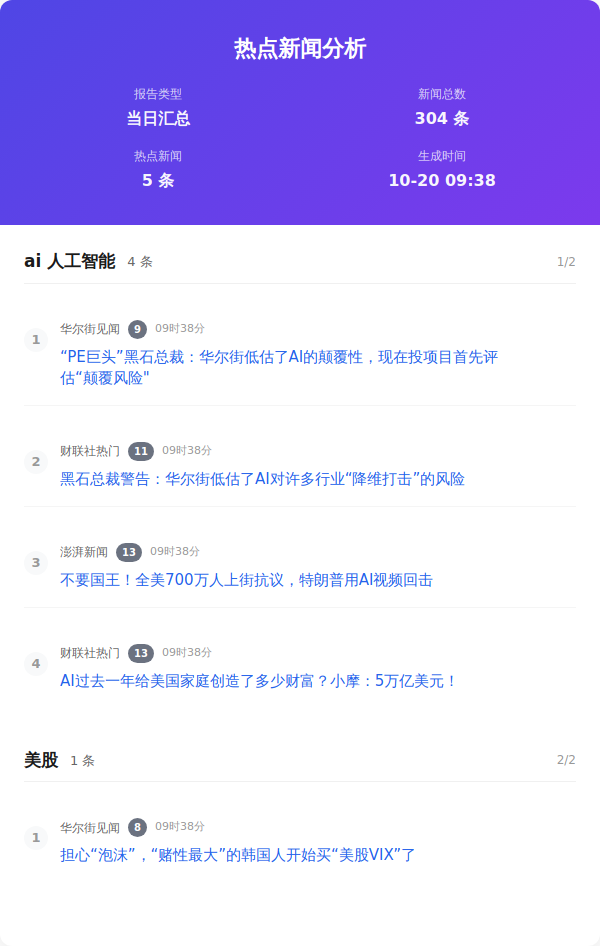 热点新闻分析
报告类型
新闻总数
当日汇总
304 条
热点新闻
生成时间
5 条
10-20 09:38
ai 人工智能 4 条 1/2
1
华尔街见闻 9 09时38分
“PE巨头”黑石总裁：华尔街低估了AI的颠覆性，现在投项目首先评
估“颠覆风险"
2
财联社热门 11 09时38分
黑石总裁警告：华尔街低估了AI对许多行业“降维打击”的风险
3
澎湃新闻 13 09时38分
不要国王！全美700万人上街抗议，特朗普用AI视频回击
4
财联社热门 13 09时38分
AI过去一年给美国家庭创造了多少财富？小摩：5万亿美元！
美股 1 条 2/2
1
华尔街见闻 8 09时38分
担心“泡沫”，“赌性最大”的韩国人开始买“美股VIX”了